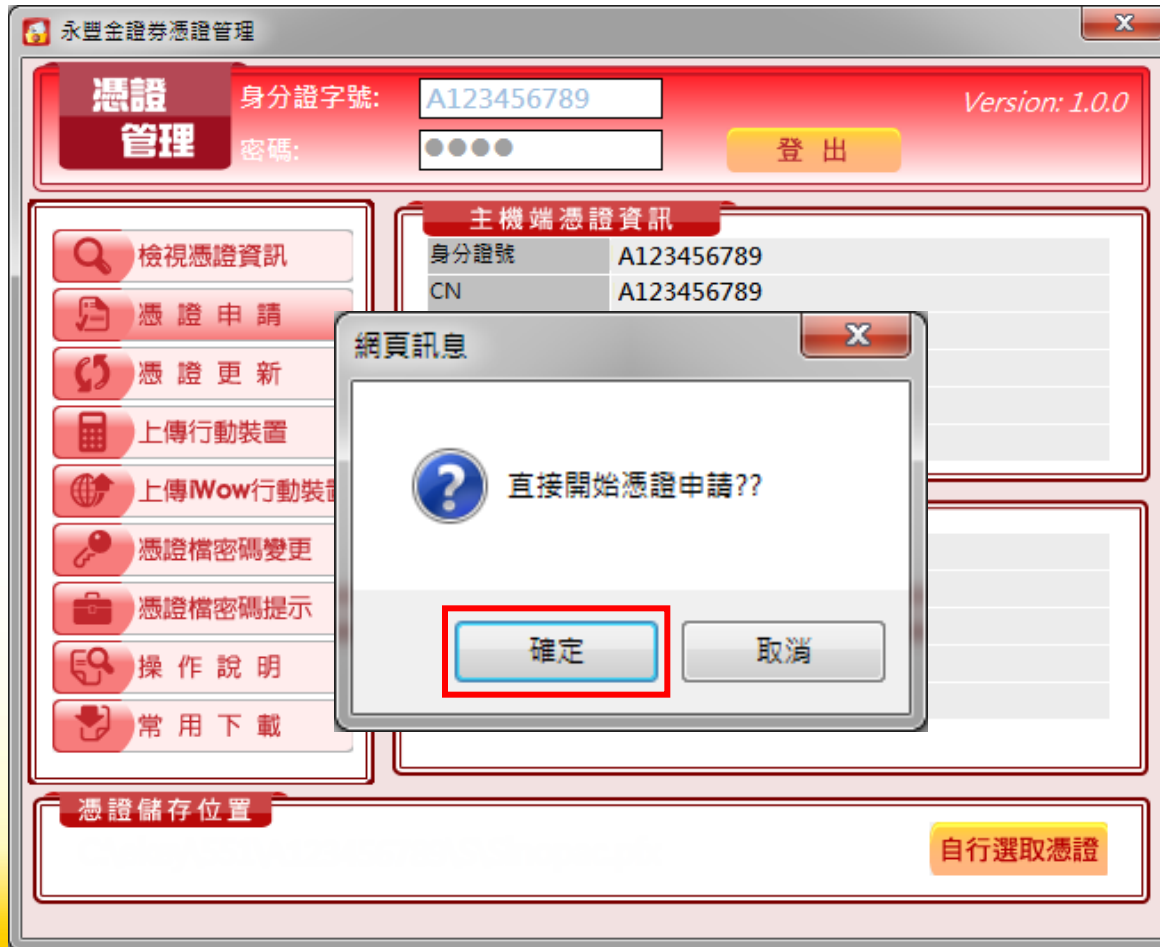 永豐金證券憑證管理
憑證
管理
身分證字號:
A123456789
Version: 1.0.0
密碼:
登出
檢視憑證資訊
憑證申請
憑證更新
上傳行動裝置
上傳iWow行動裝
憑證檔密碼變更
憑證檔密碼提示
操作說明
常用下載
主機端憑證資訊
身分證號 A123456789
CN A123456789
網頁訊息
直接開始憑證申請??
確定 取消
憑證儲存位置
自行選取憑證